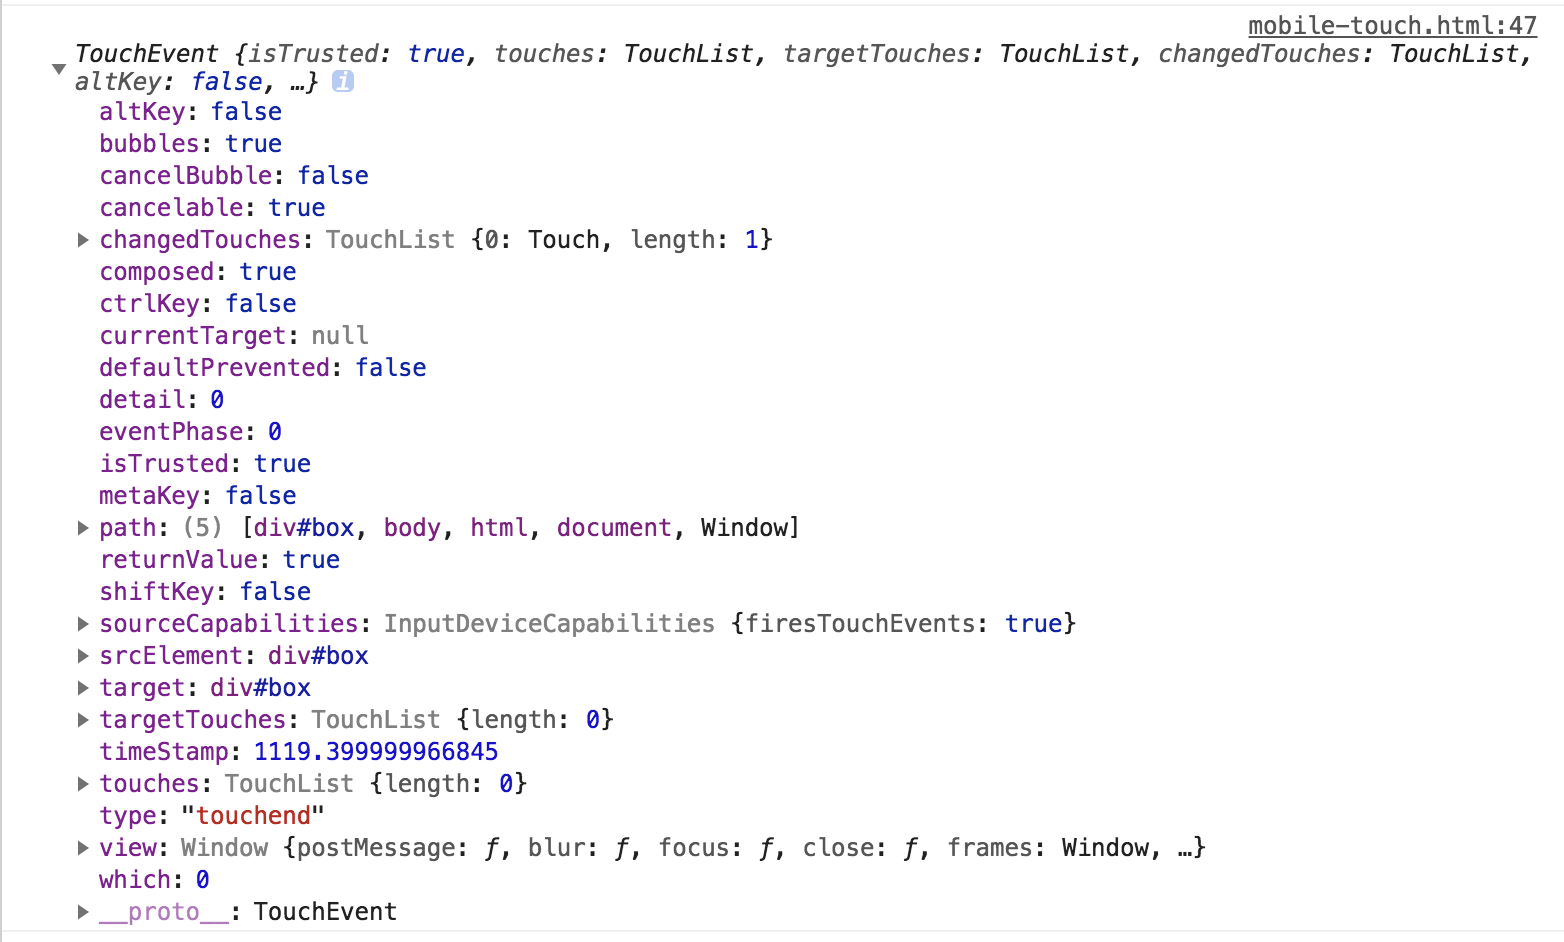 mobile-touch.html:47
TouchEvent {isTrusted: true, touches: TouchList, targetTouches: TouchList, changedTouches: TouchList,
altKey: false, …} i
altKey: false
bubbles: true
cancelBubble: false
cancelable: true
changedTouches: TouchList {0: Touch, length: 1}
composed: true
ctrlKey: false
currentTarget: null
defaultPrevented: false
detail: 0
eventPhase: 0
isTrusted: true
metaKey: false
path: (5) [div#box, body, html, document, Window]
returnValue: true
shiftKey: false
sourceCapabilities: InputDeviceCapabilities {firesTouchEvents: true}
srcElement: div#box
target: div#box
targetTouches: TouchList {length: 0}
timeStamp: 1119.399999966845
touches: TouchList {length: 0}
type: "touchend"
view: Window {postMessage: ƒ, blur: ƒ, focus: ƒ, close: ƒ, frames: Window, …}
which: 0
__proto__: TouchEvent